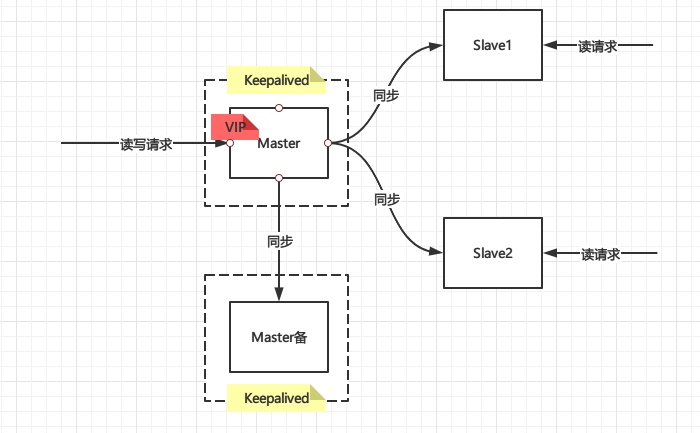 Slave1
读请求
Keepalived
同步
VIP
Master
读写请求
同步
同步
Slave2
读请求
Master备
Keepalived